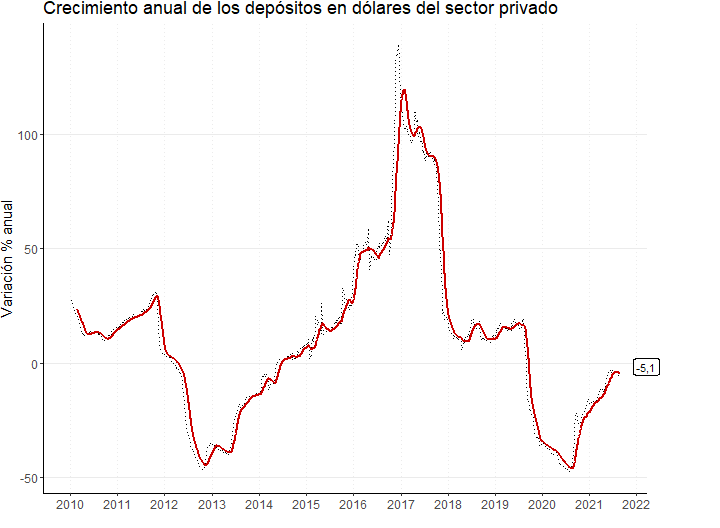 Crecimiento anual de los depósitos en dólares del sector privado
Variación % anual
100
50
0
-50
-5,1
2010 2011 2012 2013 2014 2015 2016 2017 2018 2019 2020 2021 2022